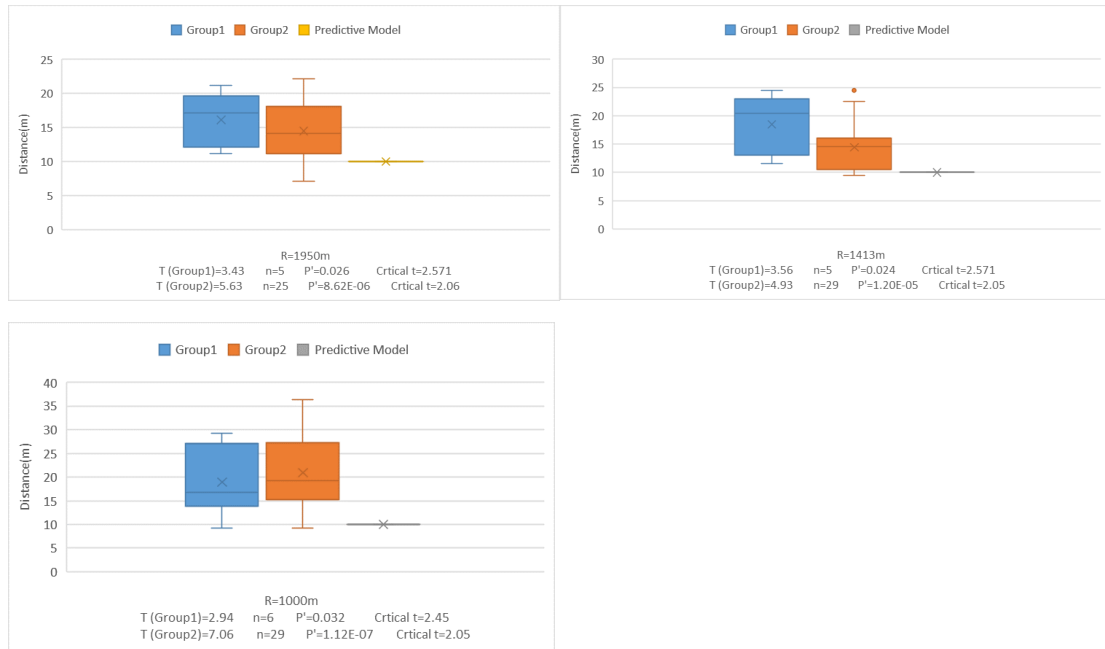 Group1 Group2 Predictive Model
25
20
15
10
5
0
Distance(m)
R=1950m
T (Group1)=3.43 n=5 P'=0.026 Crtical t=2.571
T (Group2)=5.63 n=25 P'=8.62E-06 Crtical t=2.06
Group1 Group2 Predictive Model
30
25
20
15
10
5
0
Distance(m)
R=1413m
T (Group1)=3.56 n=5 P'=0.024 Crtical t=2.571
T (Group2)=4.93 n=29 P'=1.20E-05 Crtical t=2.05
Group1 Group2 Predictive Model
40
35
30
25
20
15
10
5
0
Distance(m)
R=1000m
T (Group1)=2.94 n=6 P'=0.032 Crtical t=2.45
T (Group2)=7.06 n=29 P'=1.12E-07 Crtical t=2.05